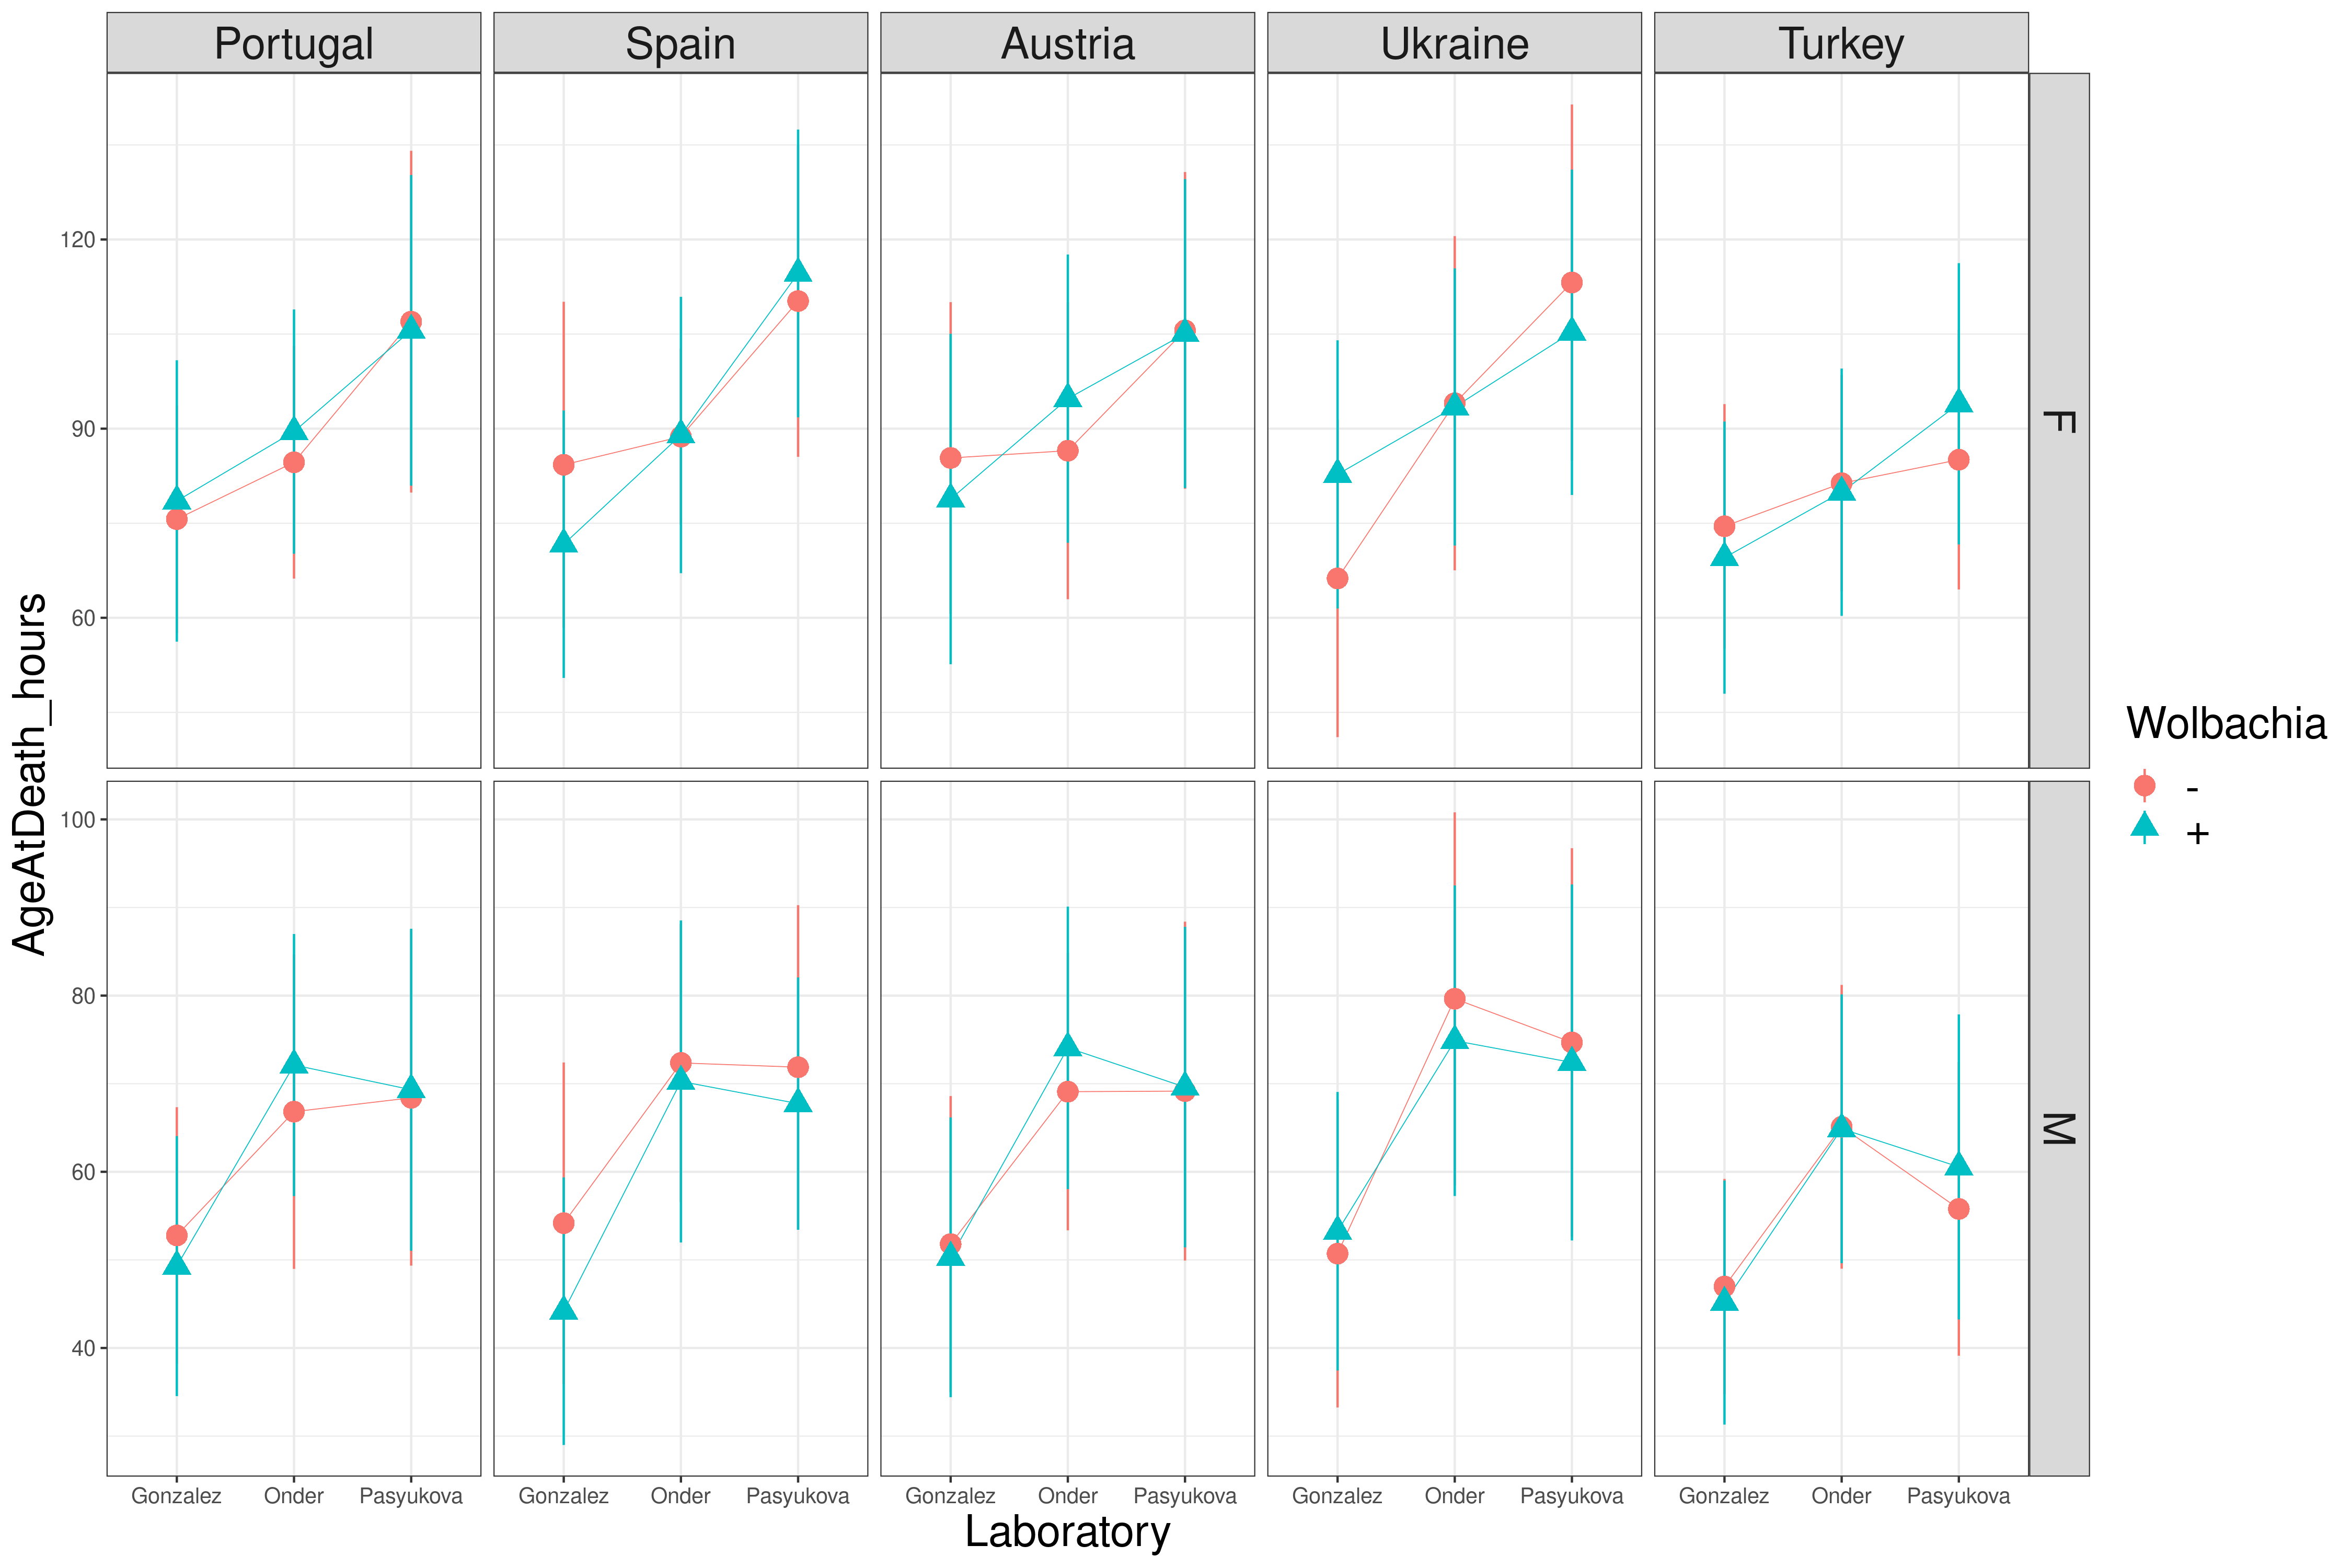 Portugal Spain Austria Ukraine Turkey
120
90
60
F
AgeAtDeath_hours
100
80
60
40
M
Wolbachia
-
+
Gonzalez Onder Pasyukova Gonzalez Onder Pasyukova Gonzalez Onder Pasyukova Gonzalez Onder Pasyukova Gonzalez Onder Pasyukova
Laboratory